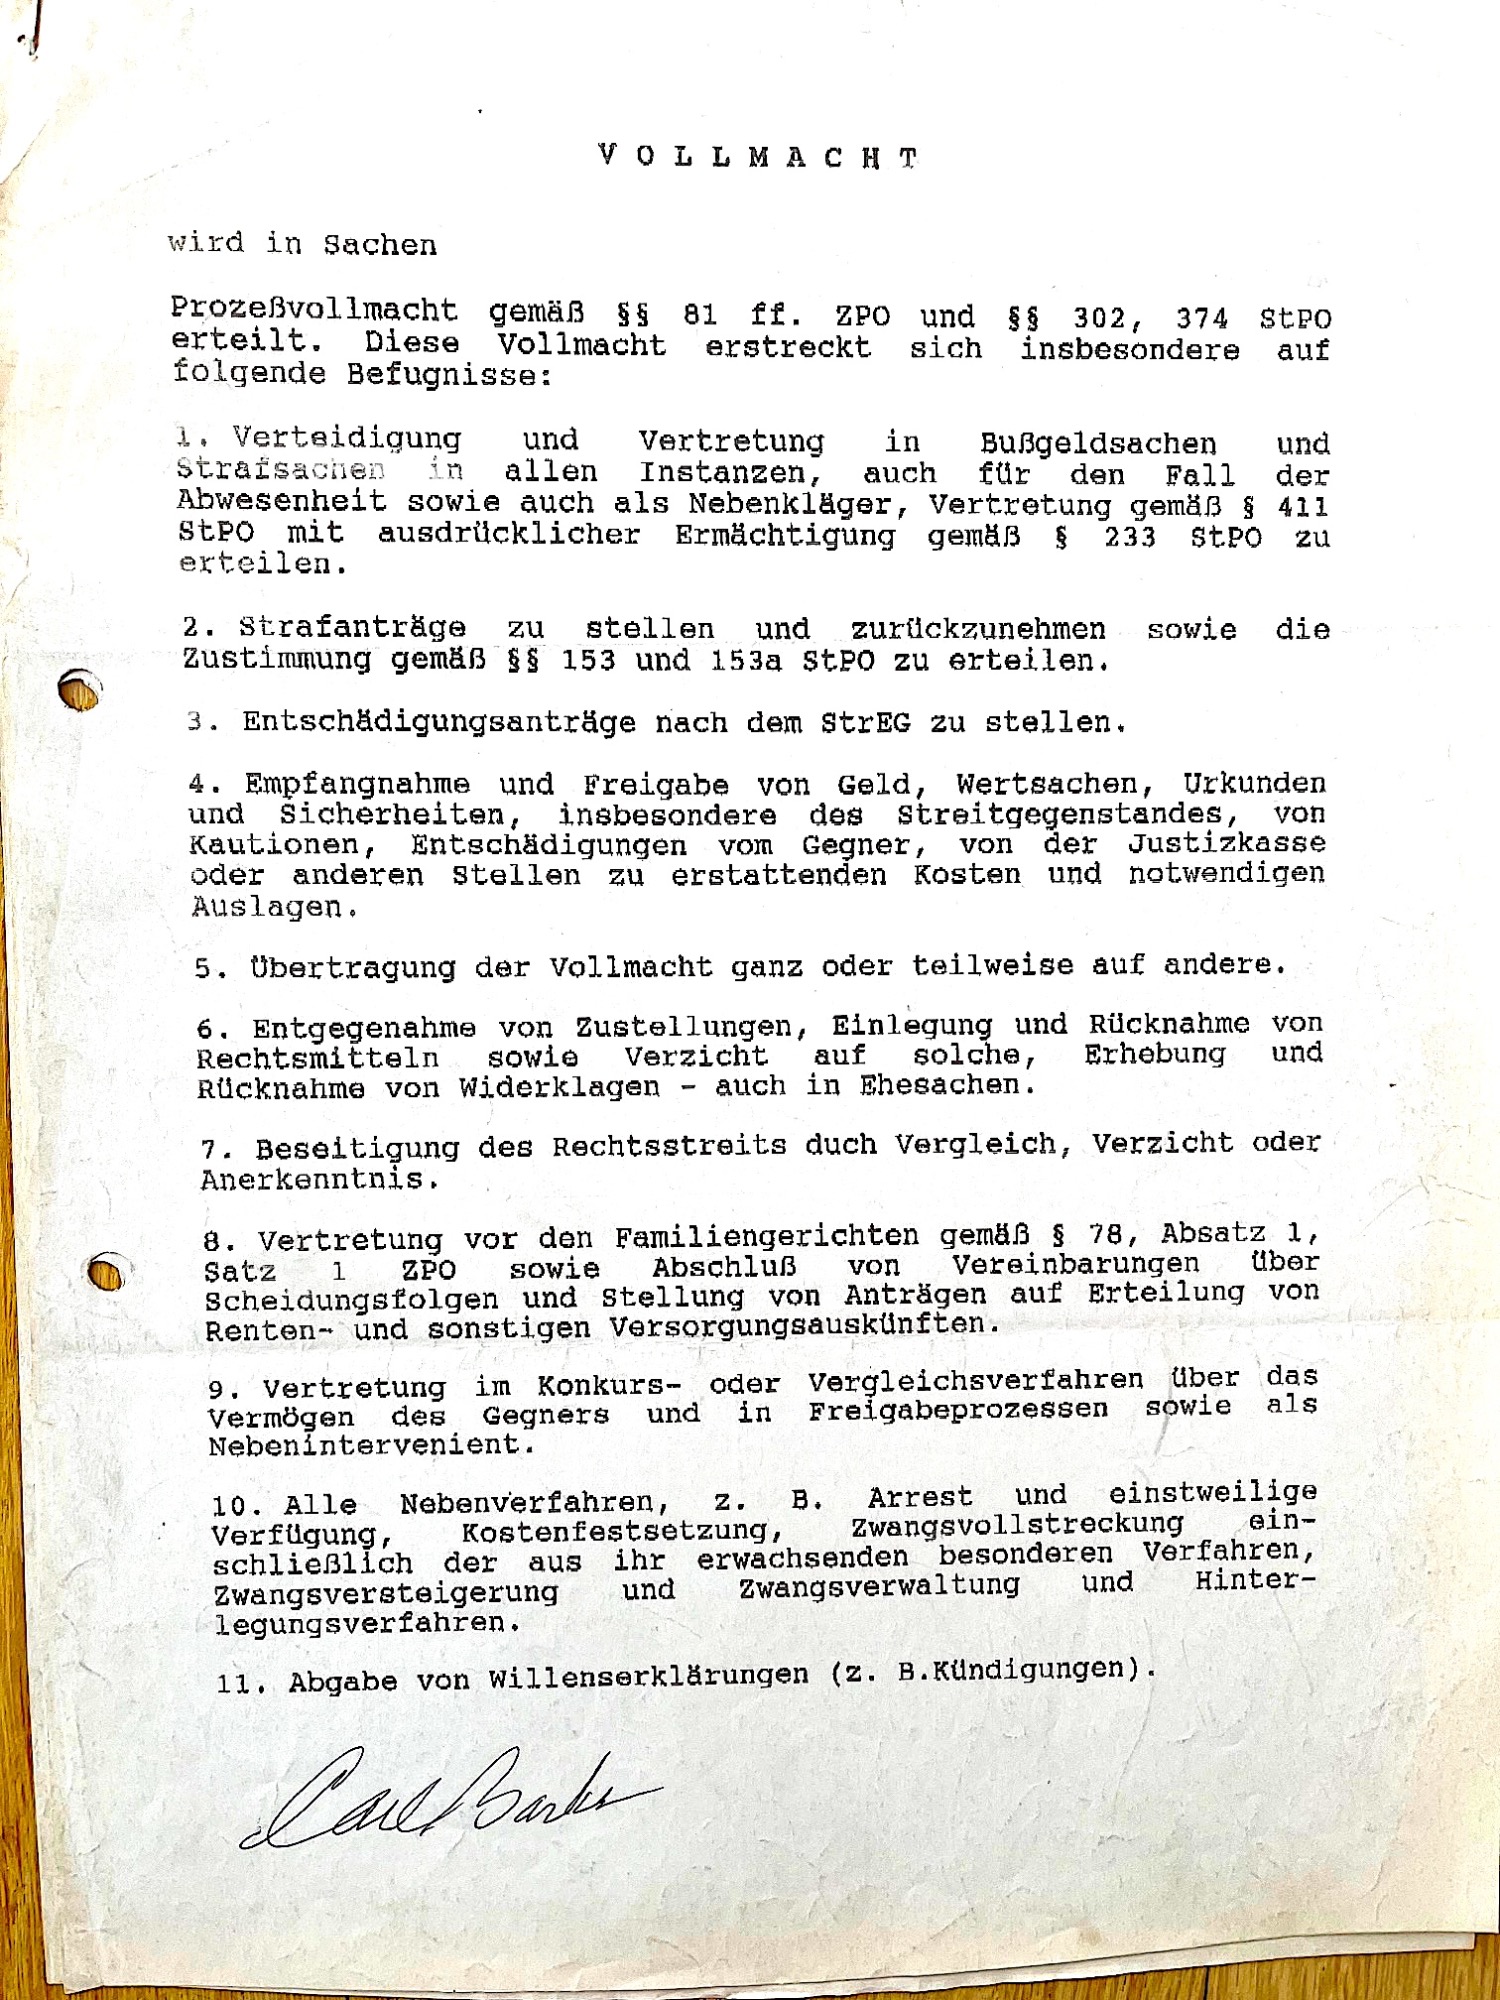 V O L L M A C H T
wird in Sachen
Prozeßvollmacht gemäß §§ 81 ff. ZPO und §§ 302, 374 StPO
erteilt. Diese Vollmacht erstreckt sich insbesondere auf
folgende Befugnisse:
1. Verteidigung und Vertretung in Bußgeldsachen und
Strafsachen in allen Instanzen, auch für den Fall der
Abwesenheit sowie auch als Nebenkläger, Vertretung gemäß § 411
StPO mit ausdrücklicher Ermächtigung gemäß § 233 StPO zu
erteilen.
2. Strafanträge zu stellen und zurückzunehmen sowie die
Zustimmung gemäß §§ 153 und 153a StPO zu erteilen.
3. Entschädigungsanträge nach dem StrEG zu stellen.
4. Empfangnahme und Freigabe von Geld, Wertsachen, Urkunden
und Sicherheiten, insbesondere des Streitgegenstandes, von
Kautionen, Entschädigungen vom Gegner, von der Justizkasse
oder anderen Stellen zu erstattenden Kosten und notwendigen
Auslagen.
5. Übertragung der Vollmacht ganz oder teilweise auf andere.
6. Entgegenahme von Zustellungen, Einlegung und Rücknahme von
Rechtsmitteln sowie Verzicht auf solche, Erhebung und
Rücknahme von Widerklagen - auch in Ehesachen.
7. Beseitigung des Rechtsstreits duch Vergleich, Verzicht oder
Anerkenntnis.
8. Vertretung vor den Familiengerichten gemäß § 78, Absatz 1,
Satz 1 ZPO sowie Abschluß von Vereinbarungen über
Scheidungsfolgen und Stellung von Anträgen auf Erteilung von
Renten- und sonstigen Versorgungsauskünften.
9. Vertretung im Konkurs- oder Vergleichsverfahren über das
Vermögen des Gegners und in Freigabeprozessen sowie als
Nebenintervenient.
10. Alle Nebenverfahren, z. B. Arrest und einstweilige
Verfügung, Kostenfestsetzung, Zwangsvollstreckung ein-
schließlich der aus ihr erwachsenden besonderen Verfahren,
Zwangsversteigerung und Zwangsverwaltung und Hinter-
legungsverfahren.
11. Abgabe von Willenserklärungen (z. B.Kündigungen).
Carl Barks